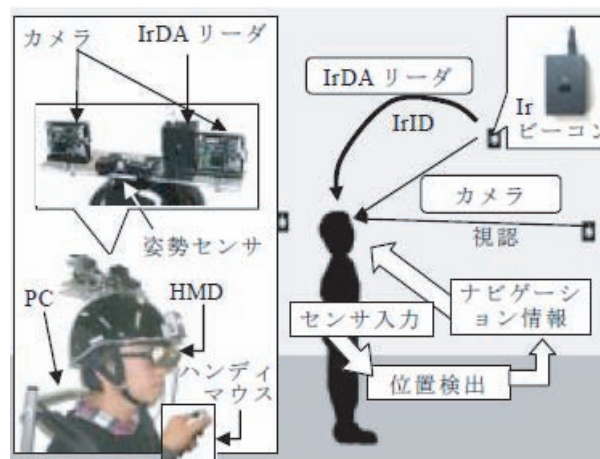 カメラ
IrDA リーダ
姿勢センサ
PC
HMD
ハンディ
マウス
IrDA リーダ
IrID
Ir
ビーコン
カメラ
視認
センサ入力
ナビゲーシ
ョン情報
位置検出